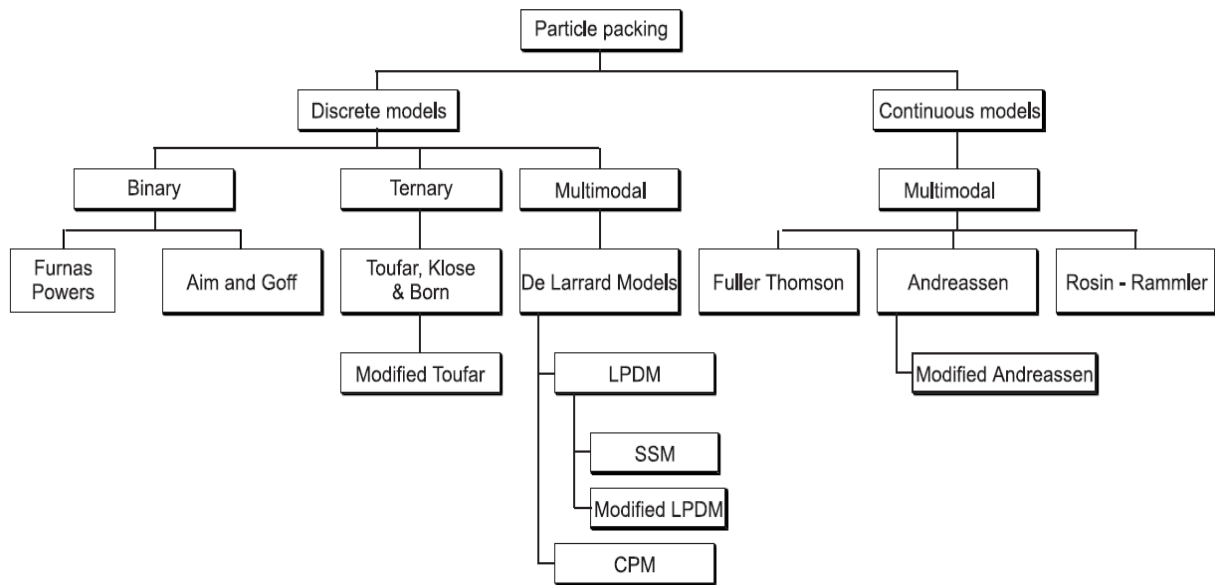 Particle packing
Discrete models
Continuous models
Binary
Ternary
Multimodal
Multimodal
Furnas
Powers
Aim and Goff
Toufar, Klose
& Born
De Larrard Models
Fuller Thomson
Andreassen
Rosin - Rammler
Modified Toufar
LPDM
Modified Andreassen
SSM
Modified LPDM
CPM